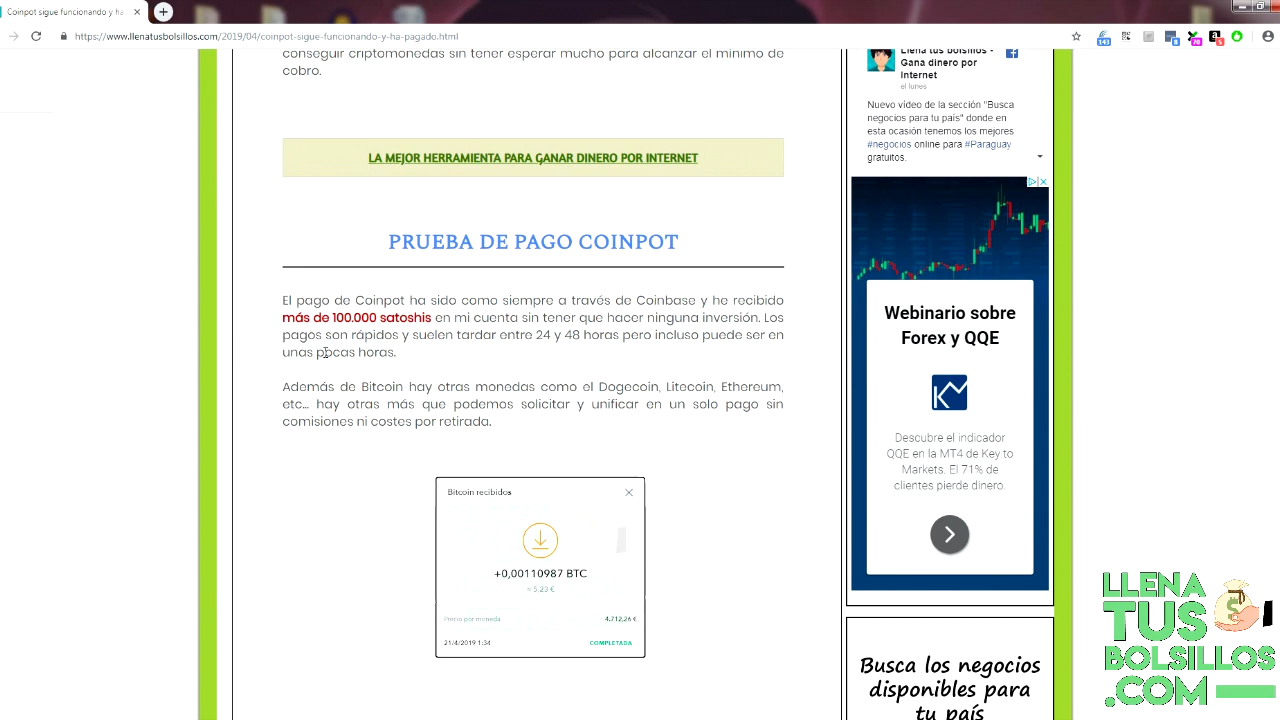 Coinpot sigue funcionando y ha
https://www.llenatusbolsillos.com/2019/04/coinpot-sigue-funcionando-y-ha-pagado.html
conseguir criptomonedas sin tener esperar mucho para alcanzar el mínimo de
cobro.
LA MEJOR HERRAMIENTA PARA GANAR DINERO POR INTERNET
PRUEBA DE PAGO COINPOT
El pago de Coinpot ha sido como siempre a través de Coinbase y he recibido
más de 100.000 satoshis en mi cuenta sin tener que hacer ninguna inversión. Los
pagos son rápidos y suelen tardar entre 24 y 48 horas pero incluso puede ser en
unas pocas horas.
Además de Bitcoin hay otras monedas como el Dogecoin, Litecoin, Ethereum,
etc... hay otras más que podemos solicitar y unificar en un solo pago sin
comisiones ni costes por retirada.
Bitcoin recibidos
+0,00110987 BTC
≈ 5,23 €
Precio por moneda 4.712,26 €
21/4/2019 1:34 COMPLETADA
Llena tus bolsillos -
Gana dinero por
Internet
el lunes
Nuevo vídeo de la sección "Busca
negocios para tu país" donde en
esta ocasión tenemos los mejores
#negocios online para #Paraguay
gratuitos.
Webinario sobre
Forex y QQE
Descubre el indicador
QQE en la MT4 de Key to
Markets. El 71% de
clientes pierde dinero.
Busca los negocios
disponibles para
tu país
LLENA
TUS
BOLSILLOS
.COM